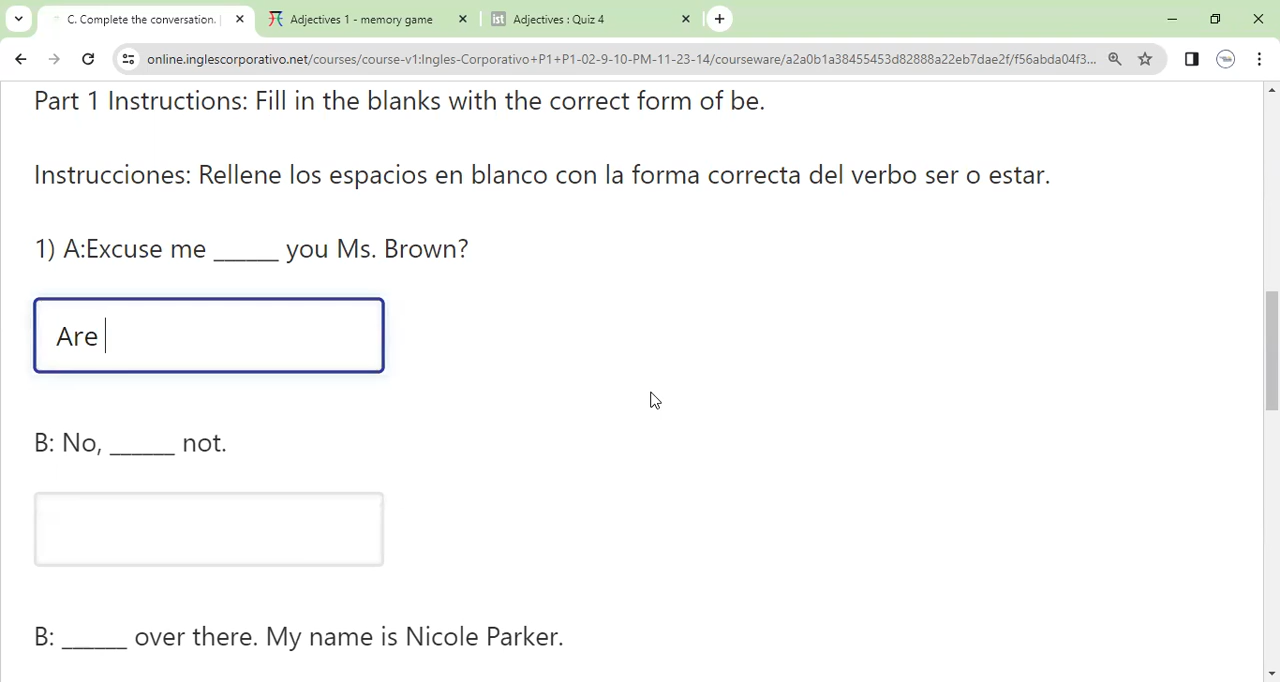 C. Complete the conversation. |
Adjectives 1 - memory game
ist Adjectives : Quiz 4
online.inglescorporativo.net/courses/course-v1:Ingles-Corporativo+P1+P1-02-9-10-PM-11-23-14/courseware/a2a0b1a38455453d82888a22eb7dae2f/f56abda04f3...
Part 1 Instructions: Fill in the blanks with the correct form of be.
Instrucciones: Rellene los espacios en blanco con la forma correcta del verbo ser o estar.
1) A:Excuse me ______ you Ms. Brown?
Are
B: No, ______ not.
B: ______ over there. My name is Nicole Parker.